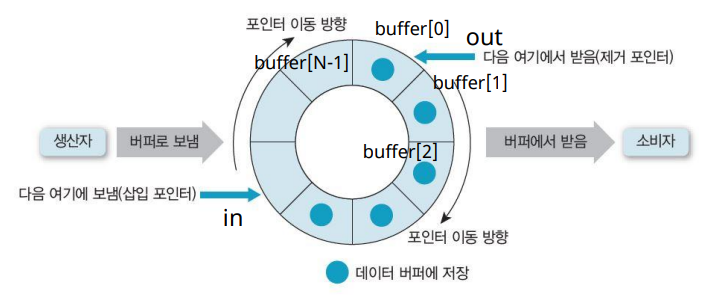 포인터 이동 방향
buffer[0]
out
buffer[N-1]
다음 여기에서 받음(제거 포인터)
buffer[1]
생산자
버퍼로 보냄
buffer[2]
버퍼에서 받음
소비자
다음 여기에 보냄(삽입 포인터)
in
포인터 이동 방향
데이터 버퍼에 저장